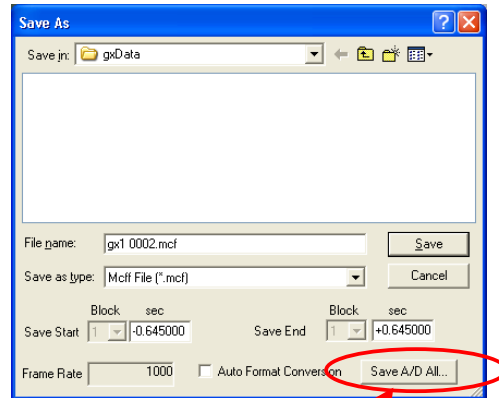 Save As
Save in: gxData
File name: gx1 0002.mcf Save
Save as type: Mcff File (*.mcf) Cancel
Block sec Block sec
Save Start 1 -0.645000 Save End 1 +0.645000
Frame Rate 1000 Auto Format Conversion Save A/D All...